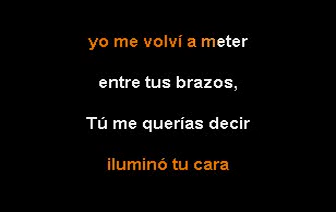 yo me volví a meter
entre tus brazos,
Tú me querías decir
iluminó tu cara